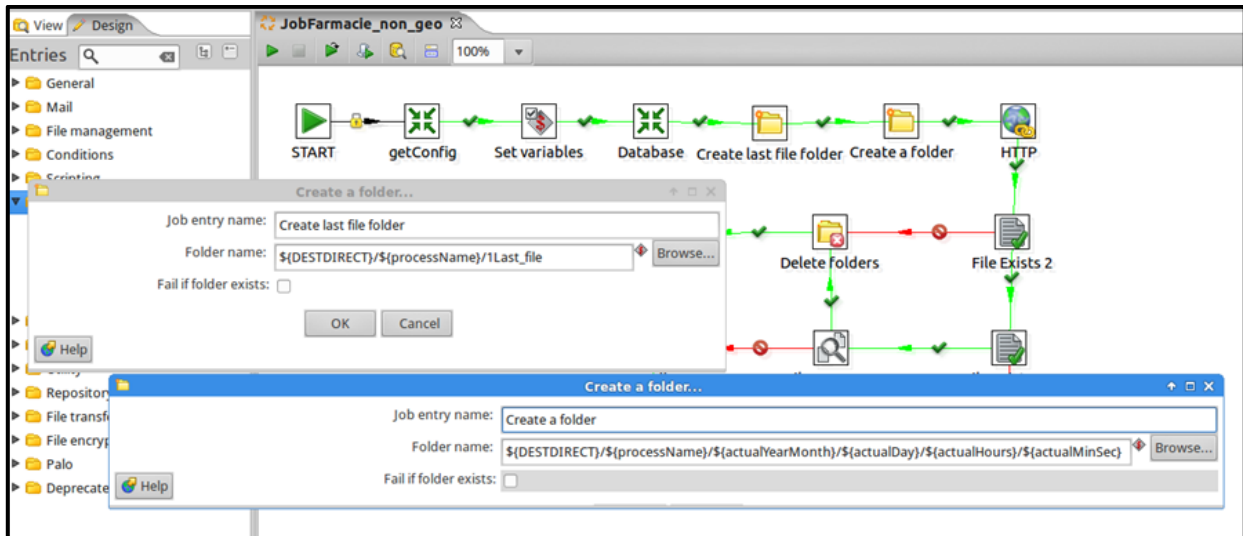 View Design
JobFarmacie_non_geo
Entries
100%
General
Mail
File management
Conditions
Scripting
START getConfig Set variables Database Create last file folder Create a folder HTTP
Create a folder...
Job entry name: Create last file folder
Folder name: ${DESTDIRECT}/${processName}/1Last_file Browse...
Fail if folder exists:
OK Cancel
Help
Delete folders File Exists 2
Utility
Repository
Create a folder...
Job entry name: Create a folder
Folder name: ${DESTDIRECT}/${processName}/${actualYearMonth}/${actualDay}/${actualHours}/${actualMinSec} Browse...
Fail if folder exists:
Help
File transf
File encryp
Palo
Deprecate